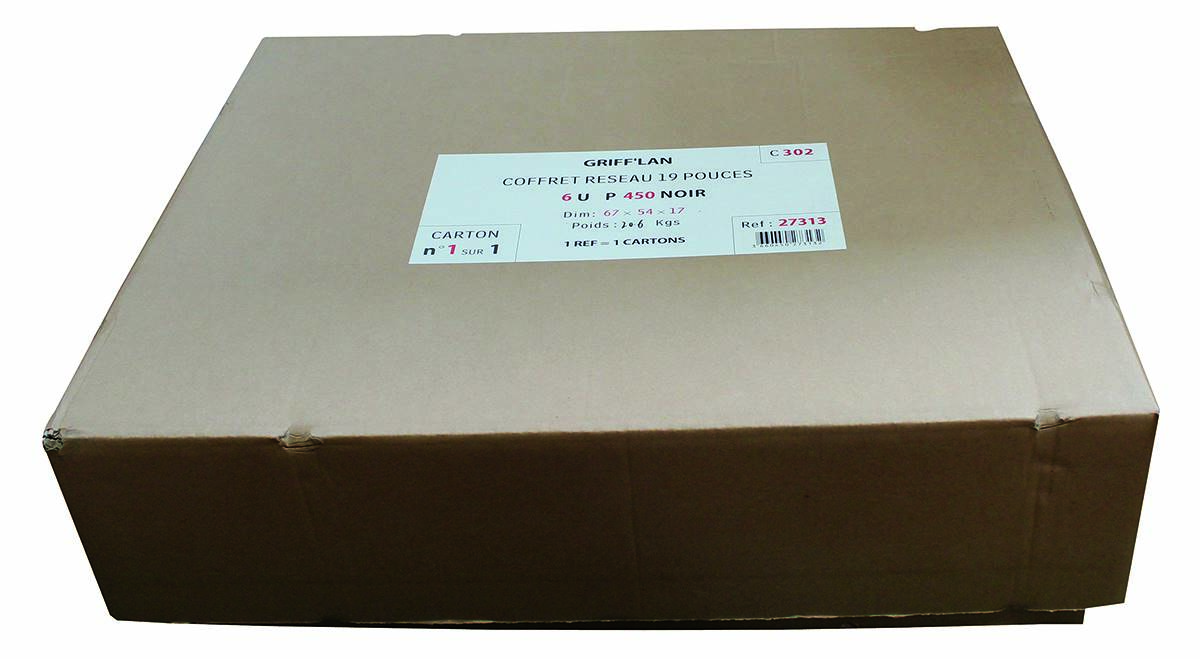 GRIFF'LAN
C 302
COFFRET RESEAU 19 POUCES
6 U P 450 NOIR
Dim: 67 x 54 x 17
Poids : Kgs
1 REF = 1 CARTONS
CARTON
n° 1 SUR 1
Ref : 27313